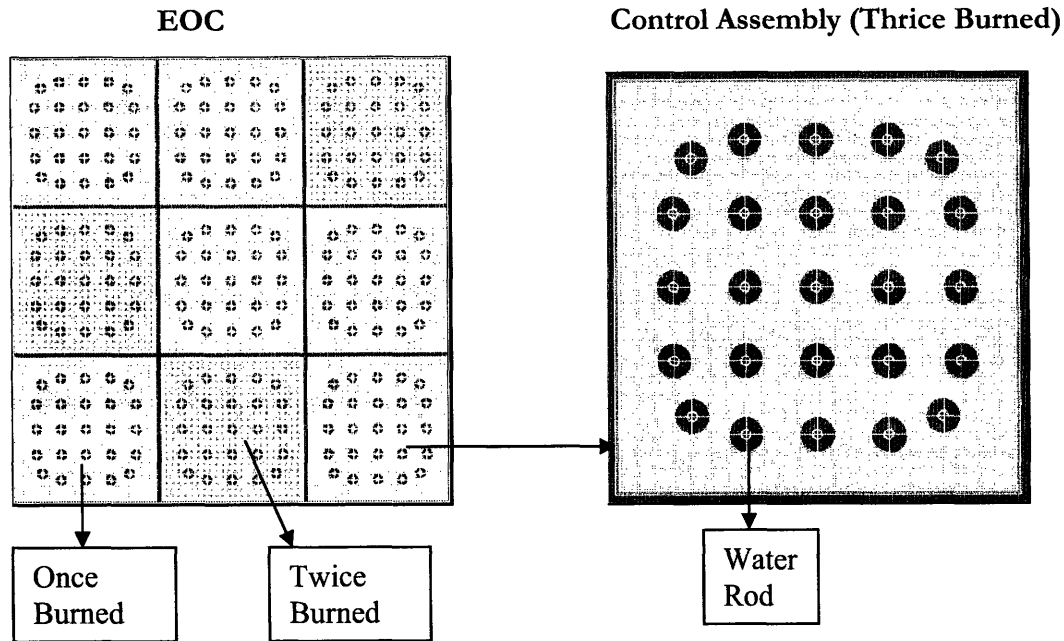 EOC
Control Assembly (Thrice Burned)
Once
Burned
Twice
Burned
Water
Rod